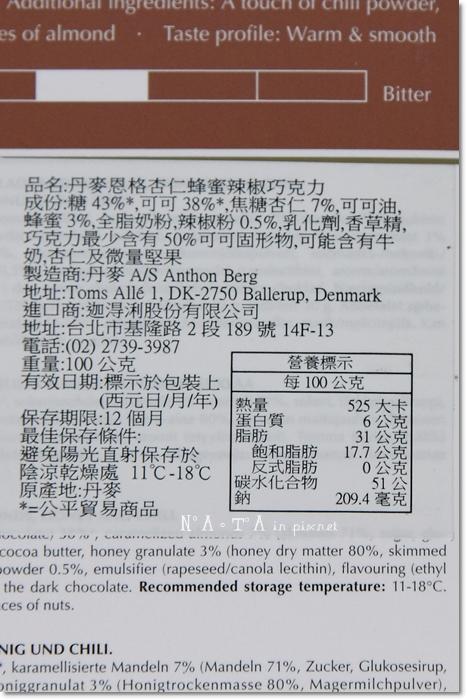 Additional ingredients: A touch of chili powder,
es of almond · Taste profile: Warm & smooth
Bitter
品名:丹麥恩格杏仁蜂蜜辣椒巧克力
成份:糖 43%*,可可 38%*,焦糖杏仁 7%,可可油,
蜂蜜 3%,全脂奶粉,辣椒粉 0.5%,乳化劑,香草精,
巧克力最少含有 50%可可固形物,可能含有牛
奶,杏仁及微量堅果
製造商:丹麥 A/S Anthon Berg
地址:Toms Allé 1, DK-2750 Ballerup, Denmark
進口商:迦淂浰股份有限公司
地址:台北市基隆路 2 段 189 號 14F-13
電話:(02) 2739-3987
重量:100 公克
有效日期:標示於包裝上
(西元日/月/年)
保存期限:12 個月
最佳保存條件:
避免陽光直射保存於
陰涼乾燥處 11℃-18℃
原產地:丹麥
*=公平貿易商品
營養標示
每 100 公克
熱量 525 大卡
蛋白質 6 公克
脂肪 31 公克
飽和脂肪 17.7 公克
反式脂肪 0 公克
碳水化合物 51 公
鈉 209.4 毫克
N°A·T°A in pixnet
cocoa butter, honey granulate 3% (honey dry matter 80%, skimmed
owder 0.5%, emulsifier (rapeseed/canola lecithin), flavouring (ethyl
the dark chocolate. Recommended storage temperature: 11-18°C.
ces of nuts.
NIG UND CHILI.
*, karamellisierte Mandeln 7% (Mandeln 71%, Zucker, Glukosesirup,
oniggranulat 3% (Honigtrockenmasse 80%, Magermilchpulver),